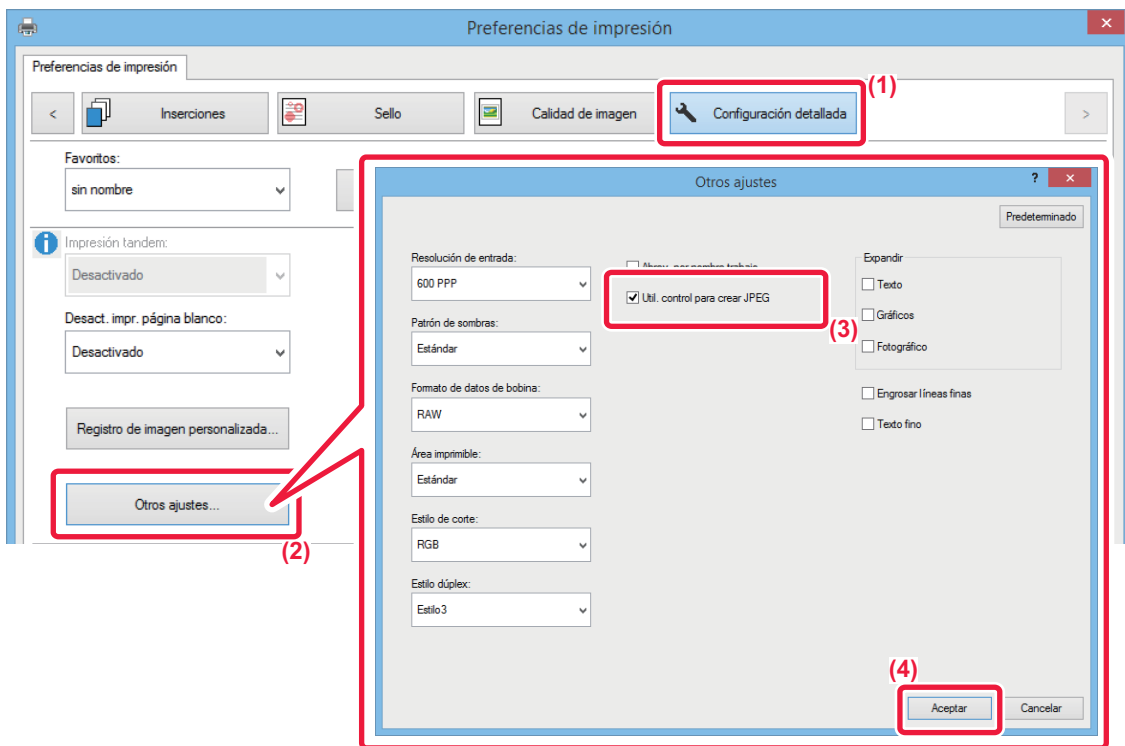 Preferencias de impresión
Preferencias de impresión
(1)
<
Inserciones
Sello
Calidad de imagen
Configuración detallada
>
Favoritos:
sin nombre
Impresión tandem:
Desactivado
Desact. impr. página blanco:
Desactivado
Registro de imagen personalizada...
Otros ajustes...
(2)
Otros ajustes
?
Predeterminado
Resolución de entrada:
600 PPP
Patrón de sombras:
Estándar
Formato de datos de bobina:
RAW
Área imprimible:
Estándar
Estilo de corte:
RGB
Estilo dúplex:
Estilo3
Abrev. por nombre trabajo
Util. control para crear JPEG
(3)
Expandir
Texto
Gráficos
Fotográfico
Engrosar líneas finas
Texto fino
(4)
Aceptar
Cancelar